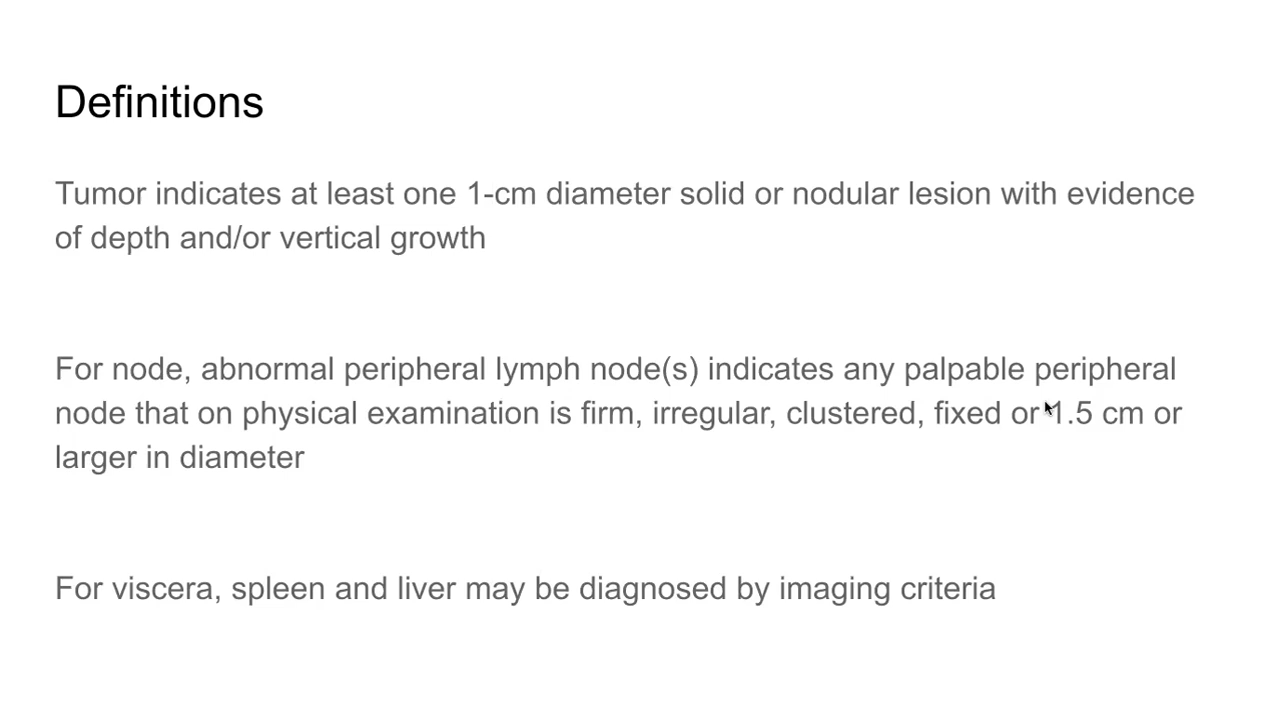 Definitions
Tumor indicates at least one 1-cm diameter solid or nodular lesion with evidence
of depth and/or vertical growth
For node, abnormal peripheral lymph node(s) indicates any palpable peripheral
node that on physical examination is firm, irregular, clustered, fixed or 1.5 cm or
larger in diameter
For viscera, spleen and liver may be diagnosed by imaging criteria